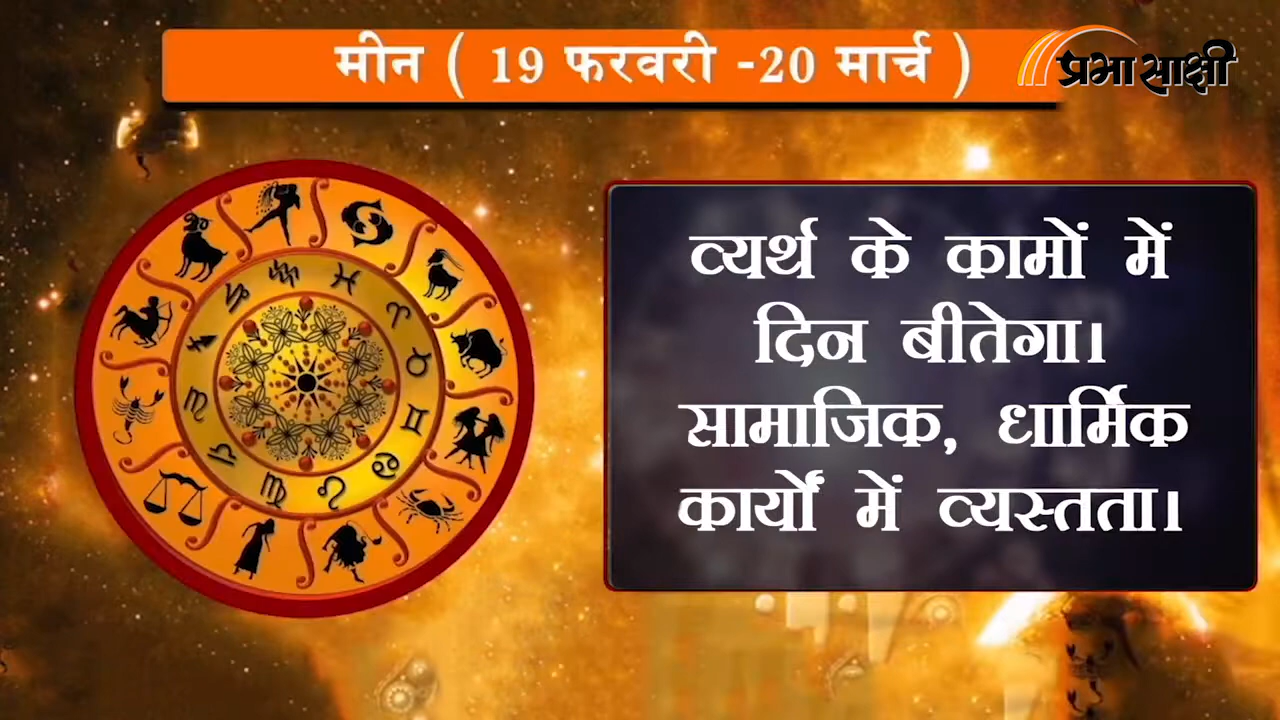 मीन ( 19 फरवरी -20 मार्च )
प्रभासाक्षी
व्यर्थ के कामों में
दिन बीतेगा।
सामाजिक, धार्मिक
कार्यों में व्यस्तता।